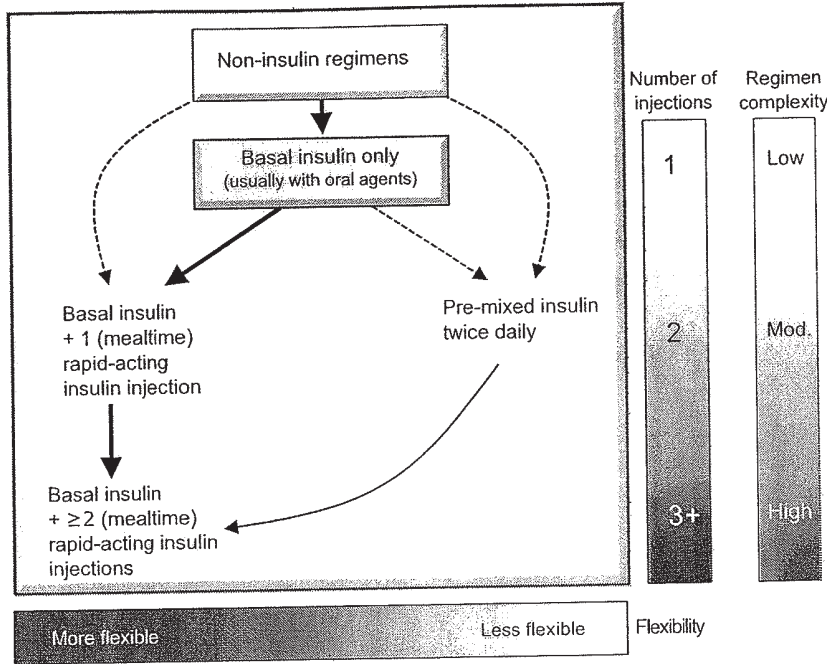 Non-insulin regimens
Number of
injections
Regimen
complexity
Basal insulin only
(usually with oral agents)
1
Low
Basal insulin
+ 1 (mealtime)
rapid-acting
insulin injection
Pre-mixed insulin
twice daily
2
Mod.
Basal insulin
+ ≥2 (mealtime)
rapid-acting insulin
injections
3+
High
More flexible
Less flexible
Flexibility